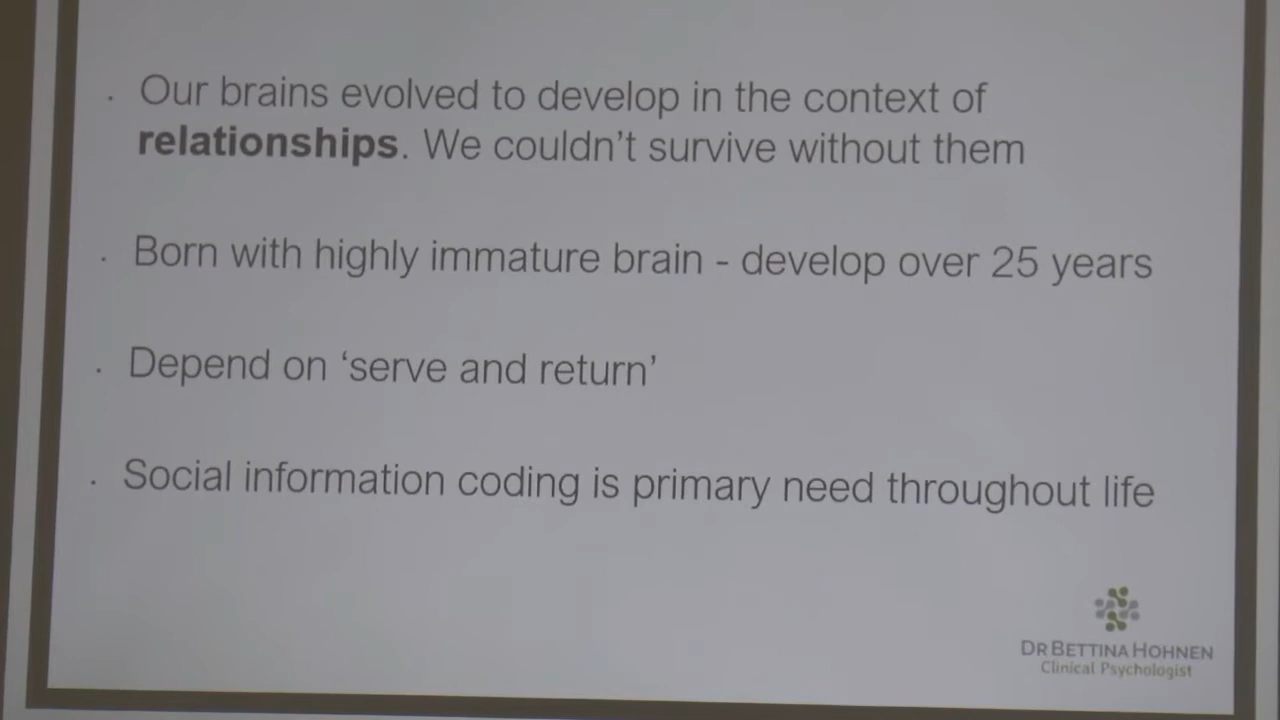 . Our brains evolved to develop in the context of
relationships. We couldn't survive without them
. Born with highly immature brain - develop over 25 years
. Depend on ‘serve and return’
. Social information coding is primary need throughout life
DR BETTINA HOHNEN
Clinical Psychologist